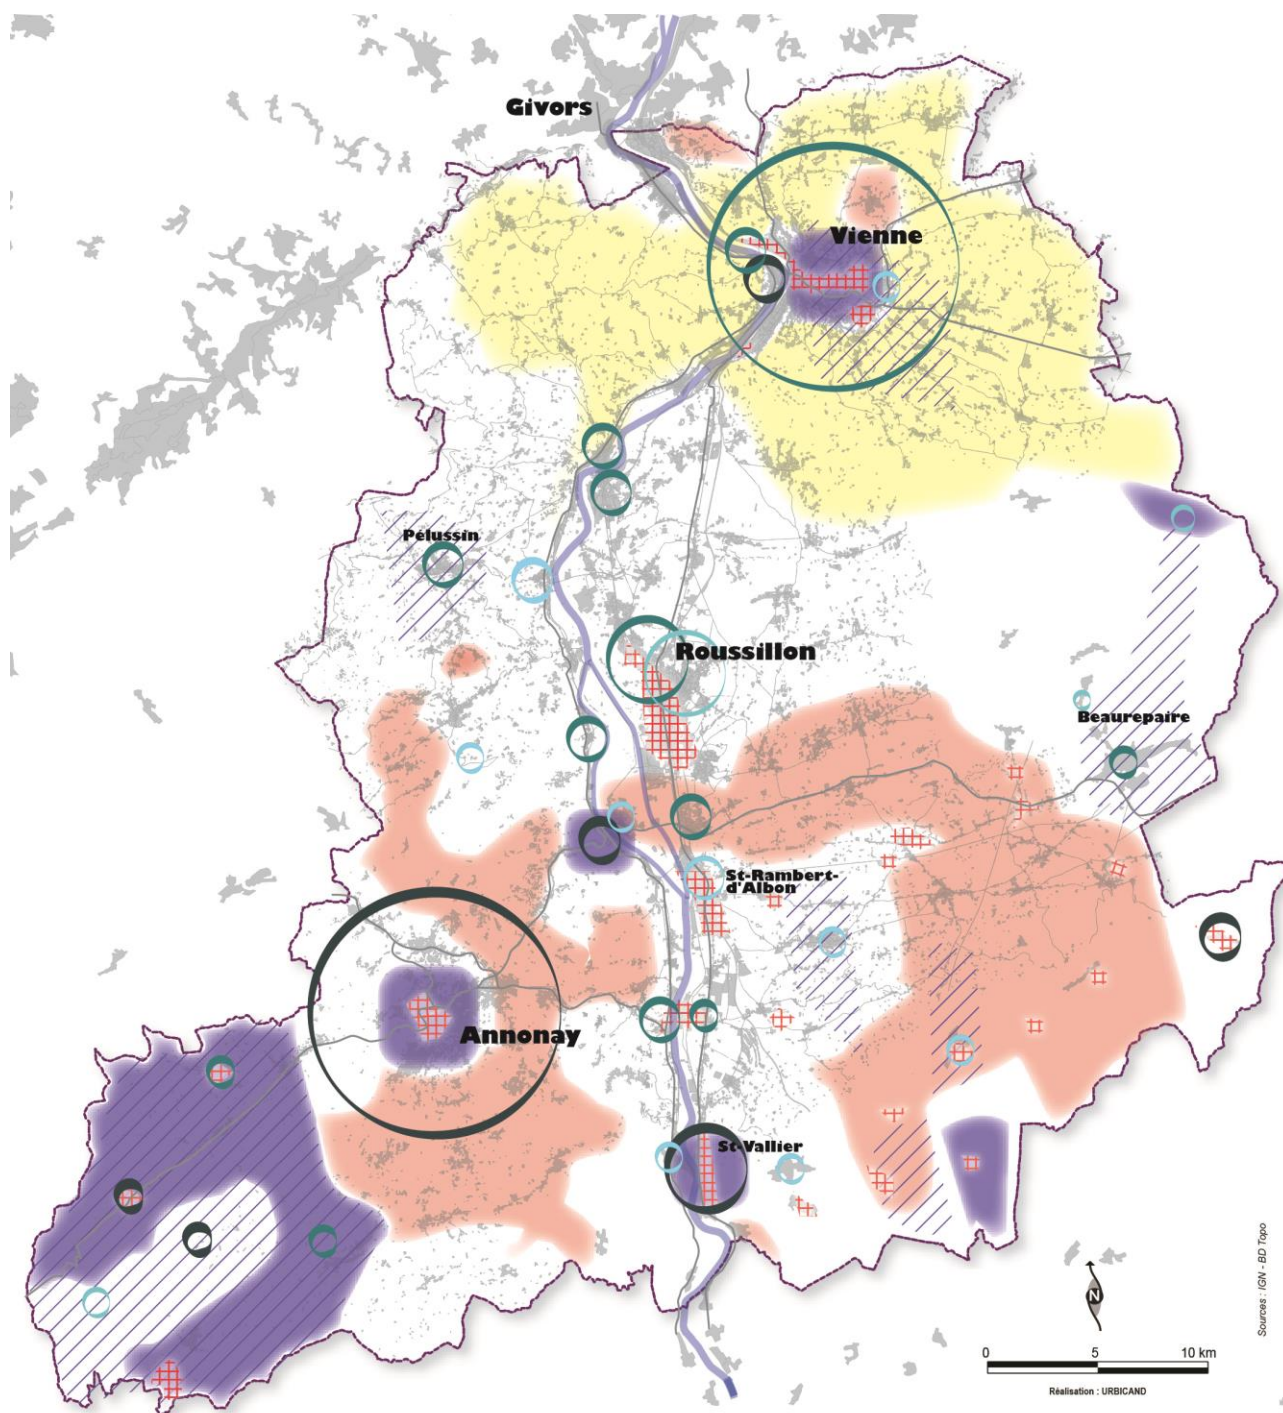 Givors
Vienne
Pélussin
Roussillon
Beaurepaire
St-Rambert-
d'Albon
Annonay
St-Vallier
N
0 5 10 km
Réalisation : URBICAND
Sources : IGN - BD Topo